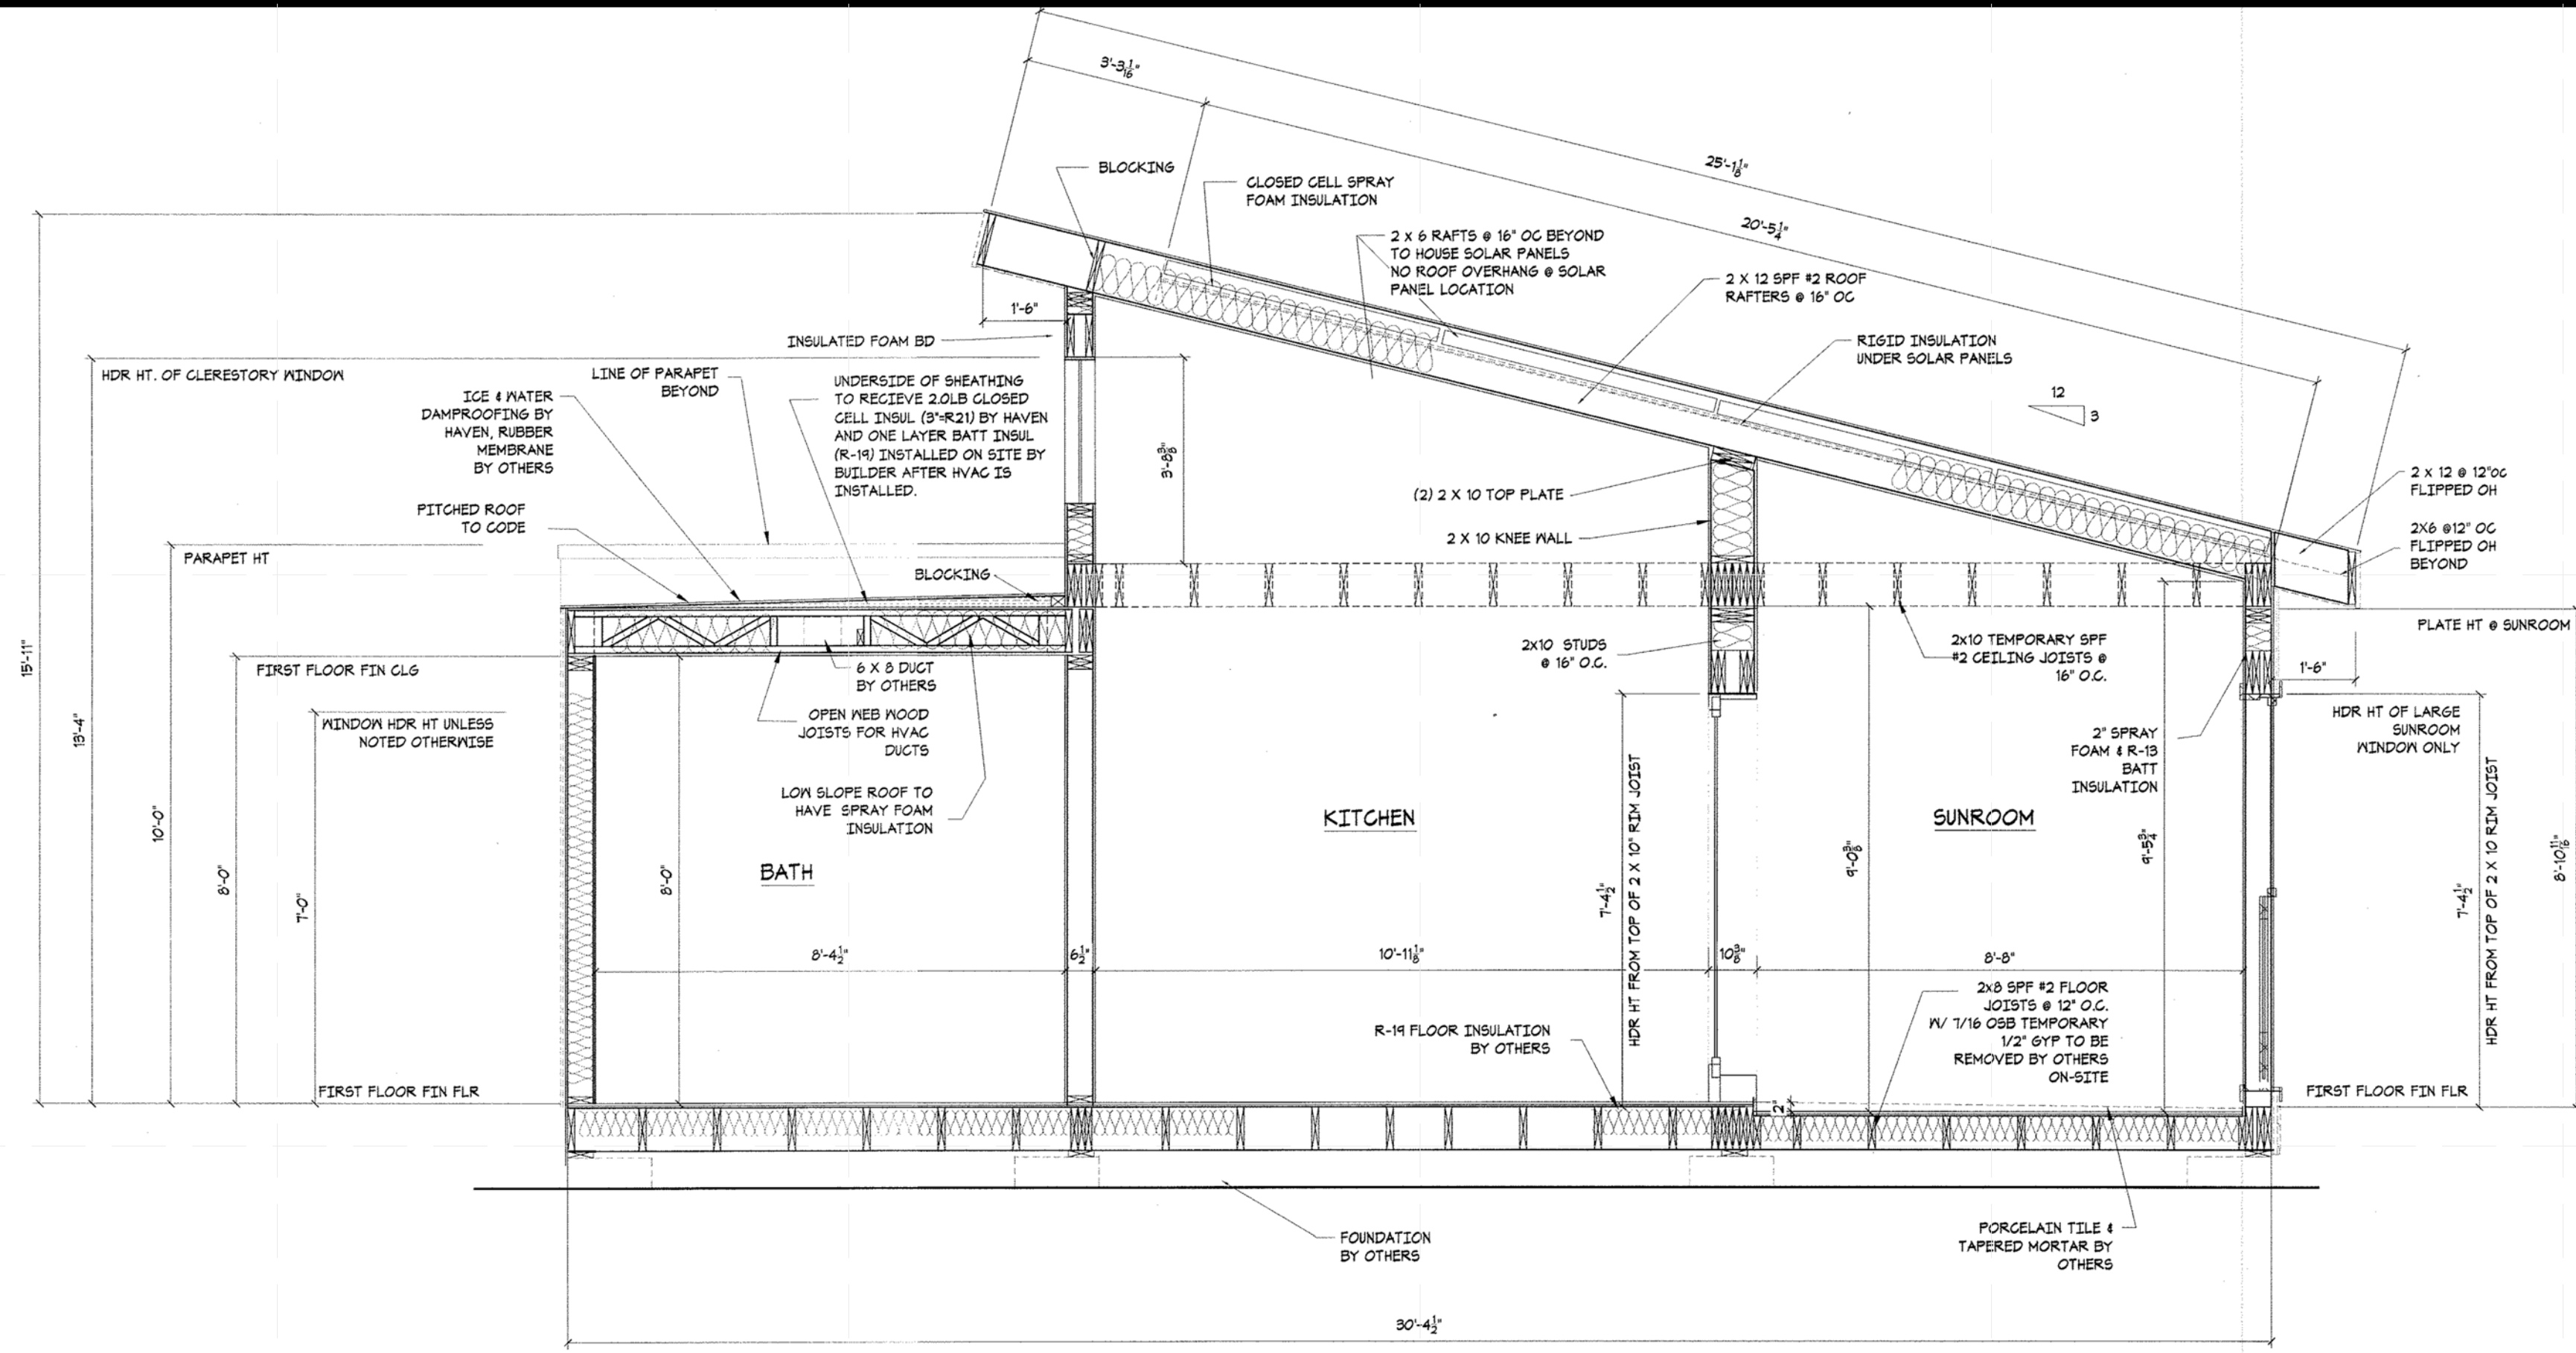 3'-3 1/16"
25'-1 1/8"
BLOCKING
CLOSED CELL SPRAY
FOAM INSULATION
20'-5 1/4"
2 X 6 RAFTS @ 16" OC BEYOND
TO HOUSE SOLAR PANELS
NO ROOF OVERHANG @ SOLAR
PANEL LOCATION
2 X 12 SPF #2 ROOF
RAFTERS @ 16" OC
1'-6"
INSULATED FOAM BD
RIGID INSULATION
UNDER SOLAR PANELS
HDR HT. OF CLERESTORY WINDOW
LINE OF PARAPET
BEYOND
UNDERSIDE OF SHEATHING
TO RECIEVE 2.0LB CLOSED
CELL INSUL (3"=R21) BY HAVEN
AND ONE LAYER BATT INSUL
(R-19) INSTALLED ON SITE BY
BUILDER AFTER HVAC IS
INSTALLED.
ICE & WATER
DAMPROOFING BY
HAVEN, RUBBER
MEMBRANE
BY OTHERS
12
3
3'-8 3/8"
(2) 2 X 10 TOP PLATE
2 X 12 @ 12"OC
FLIPPED OH
PITCHED ROOF
TO CODE
2 X 10 KNEE WALL
2X6 @12" OC
FLIPPED OH
BEYOND
PARAPET HT
BLOCKING
PLATE HT @ SUNROOM
15'-11"
FIRST FLOOR FIN CLG
6 X 8 DUCT
BY OTHERS
2x10 STUDS
@ 16" O.C.
2x10 TEMPORARY SPF
#2 CEILING JOISTS @
16" O.C.
1'-6"
13'-4"
WINDOW HDR HT UNLESS
NOTED OTHERWISE
OPEN WEB WOOD
JOISTS FOR HVAC
DUCTS
HDR HT OF LARGE
SUNROOM
WINDOW ONLY
2" SPRAY
FOAM & R-13
BATT
INSULATION
LOW SLOPE ROOF TO
HAVE SPRAY FOAM
INSULATION
10'-0"
KITCHEN
SUNROOM
9'-0 3/8"
9'-5 3/4"
8'-10 11/16"
BATH
8'-0"
7'-0"
8'-0"
7'-4 1/2"
HDR HT FROM TOP OF 2 X 10" RIM JOIST
7'-4 1/2"
HDR HT FROM TOP OF 2 X 10 RIM JOIST
8'-4 1/2"
6 1/2"
10'-11 1/8"
10 3/8"
8'-8"
2x8 SPF #2 FLOOR
JOISTS @ 12" O.C.
W/ 7/16 OSB TEMPORARY
1/2" GYP TO BE
REMOVED BY OTHERS
ON-SITE
R-19 FLOOR INSULATION
BY OTHERS
FIRST FLOOR FIN FLR
FIRST FLOOR FIN FLR
2"
FOUNDATION
BY OTHERS
PORCELAIN TILE &
TAPERED MORTAR BY
OTHERS
30'-4 1/2"